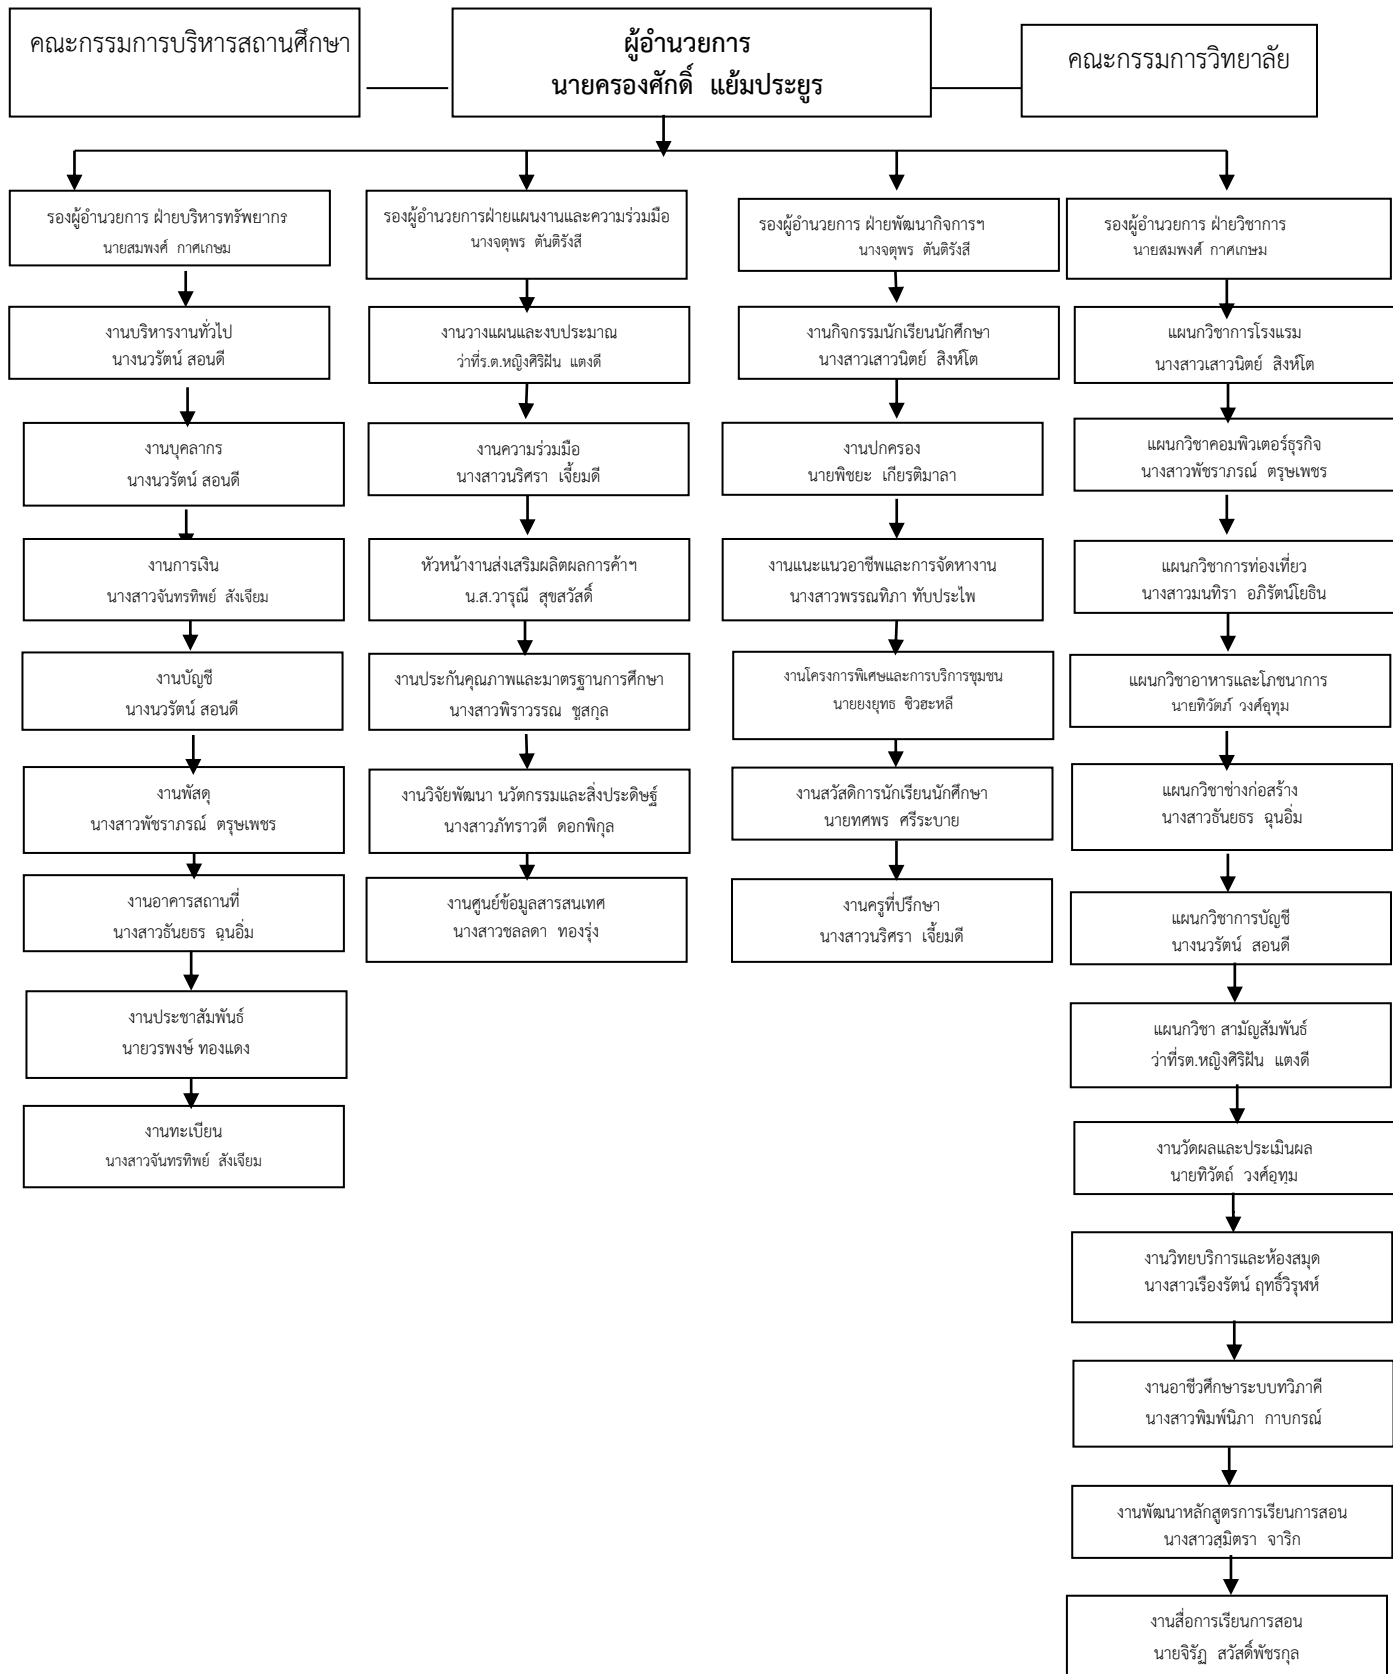 คณะกรรมการบริหารสถานศึกษา
ผู้อำนวยการ
นายครองศักดิ์ แย้มประยูร
คณะกรรมการวิทยาลัย
รองผู้อำนวยการ ฝ่ายบริหารทรัพยากร
นายสมพงศ์ กาศเกษม
งานบริหารงานทั่วไป
นางนวรัตน์ สอนดี
งานบุคลากร
นางนวรัตน์ สอนดี
งานการเงิน
นางสาวจันทรทิพย์ สังเจียม
งานบัญชี
นางนวรัตน์ สอนดี
งานพัสดุ
นางสาวพัชราภรณ์ ตรุษเพชร
งานอาคารสถานที่
นางสาวธันยธร ฉุนอิ่ม
งานประชาสัมพันธ์
นายวรพงษ์ ทองแดง
งานทะเบียน
นางสาวจันทรทิพย์ สังเจียม
รองผู้อำนวยการฝ่ายแผนงานและความร่วมมือ
นางจตุพร ตันติรังสี
งานวางแผนและงบประมาณ
ว่าที่ร.ต.หญิงศิริฝัน แตงดี
งานความร่วมมือ
นางสาวนริศรา เจี้ยมดี
หัวหน้างานส่งเสริมผลิตผลการค้าฯ
น.ส.วารุณี สุขสวัสดิ์
งานประกันคุณภาพและมาตรฐานการศึกษา
นางสาวพิราวรรณ ชูสกุล
งานวิจัยพัฒนา นวัตกรรมและสิ่งประดิษฐ์
นางสาวภัทราวดี ดอกพิกุล
งานศูนย์ข้อมูลสารสนเทศ
นางสาวชลลดา ทองรุ่ง
รองผู้อำนวยการ ฝ่ายพัฒนากิจการฯ
นางจตุพร ตันติรังสี
งานกิจกรรมนักเรียนนักศึกษา
นางสาวเสาวนิตย์ สิงห์โต
งานปกครอง
นายพิชยะ เกียรติมาลา
งานแนะแนวอาชีพและการจัดหางาน
นางสาวพรรณทิภา ทับประไพ
งานโครงการพิเศษและการบริการชุมชน
นายยงยุทธ ชิวฮะหลี
งานสวัสดิการนักเรียนนักศึกษา
นายทศพร ศรีระบาย
งานครูที่ปรึกษา
นางสาวนริศรา เจี้ยมดี
รองผู้อำนวยการ ฝ่ายวิชาการ
นายสมพงศ์ กาศเกษม
แผนกวิชาการโรงแรม
นางสาวเสาวนิตย์ สิงห์โต
แผนกวิชาคอมพิวเตอร์ธุรกิจ
นางสาวพัชราภรณ์ ตรุษเพชร
แผนกวิชาการท่องเที่ยว
นางสาวมนทิรา อภิรัตน์โยธิน
แผนกวิชาอาหารและโภชนาการ
นายทิวัตภ์ วงศ์อุทุม
แผนกวิชาช่างก่อสร้าง
นางสาวธันยธร ฉุนอิ่ม
แผนกวิชาการบัญชี
นางนวรัตน์ สอนดี
แผนกวิชา สามัญสัมพันธ์
ว่าที่รต.หญิงศิริฝัน แตงดี
งานวัดผลและประเมินผล
นายทิวัตถ์ วงศ์อุทุม
งานวิทยบริการและห้องสมุด
นางสาวเรืองรัตน์ ฤทธิ์วิรุฬห์
งานอาชีวศึกษาระบบทวิภาคี
นางสาวพิมพ์นิภา กาบกรณ์
งานพัฒนาหลักสูตรการเรียนการสอน
นางสาวสุมิตรา จาริก
งานสื่อการเรียนการสอน
นายจิรัฏ สวัสดิ์พัชรกุล